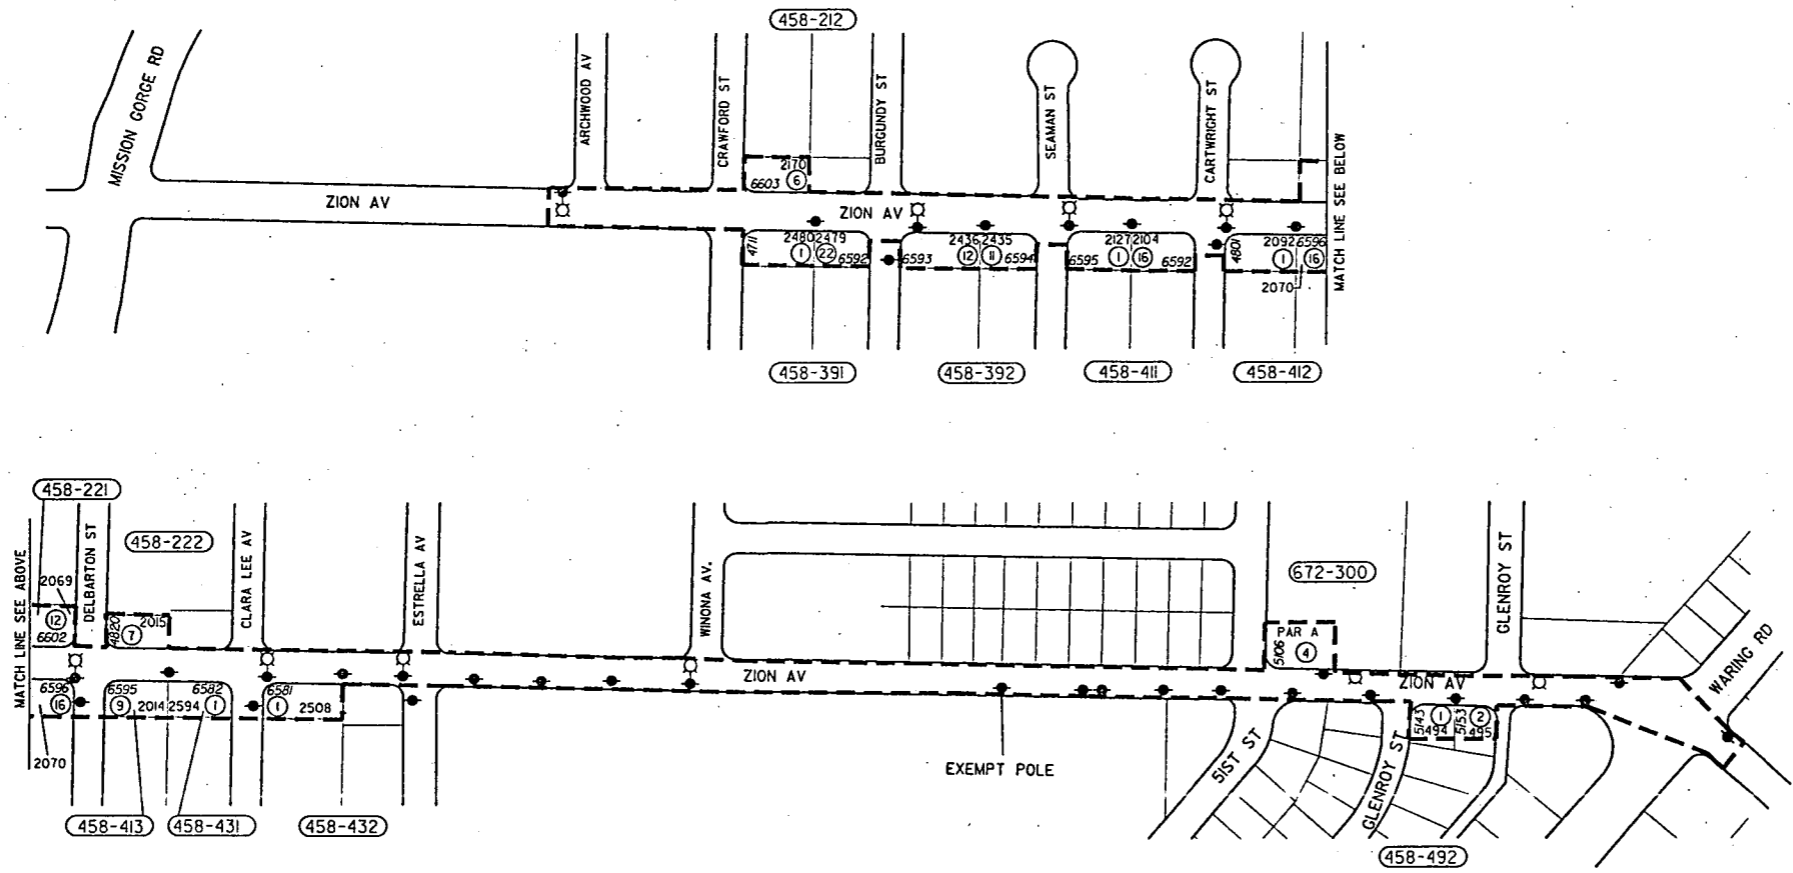 458-212
MISSION GORGE RD
ARCHWOOD AV
CRAWFORD ST
BURGUNDY ST
SEAMAN ST
CARTWRIGHT ST
MATCH LINE SEE BELOW
2170
6603 6
ZION AV
ZION AV
4711
2480 2479
1 22 6592
6593
2436 2435
12 11 6594
2127 2104
6595 1 16 6592
4801
2092 6596
1 16
2070
458-391
458-392
458-411
458-412
458-221
458-222
MATCH LINE SEE ABOVE
DELBARTON ST
CLARA LEE AV
ESTRELLA AV
WINONA AV.
672-300
GLENROY ST
WARING RD
2069
12
6602
4820
2015
7
PAR A
5106
4
ZION AV
ZION AV
6596
16
2070
6595
9 2014
6582
2594 1
6581
1 2508
5143
1
494
5153
2
495
51ST ST
GLENROY ST
EXEMPT POLE
458-413
458-431
458-432
458-492